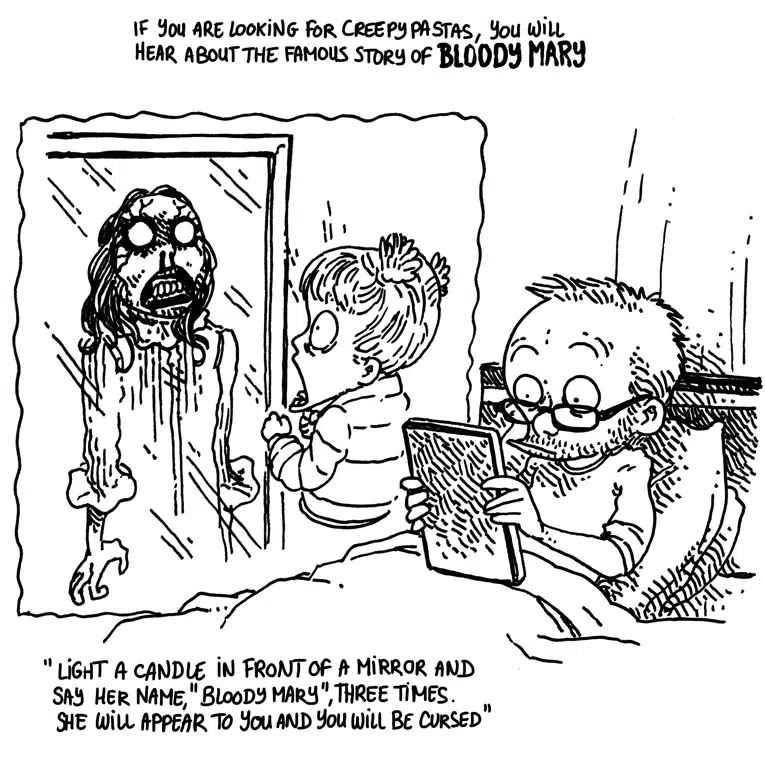 IF YOU ARE LOOKING FOR CREEPYPASTAS, YOU WILL
HEAR ABOUT THE FAMOUS STORY OF BLOODY MARY
"LIGHT A CANDLE IN FRONT OF A MIRROR AND
SAY HER NAME, "BLOODY MARY", THREE TIMES.
SHE WILL APPEAR TO YOU AND YOU WILL BE CURSED"